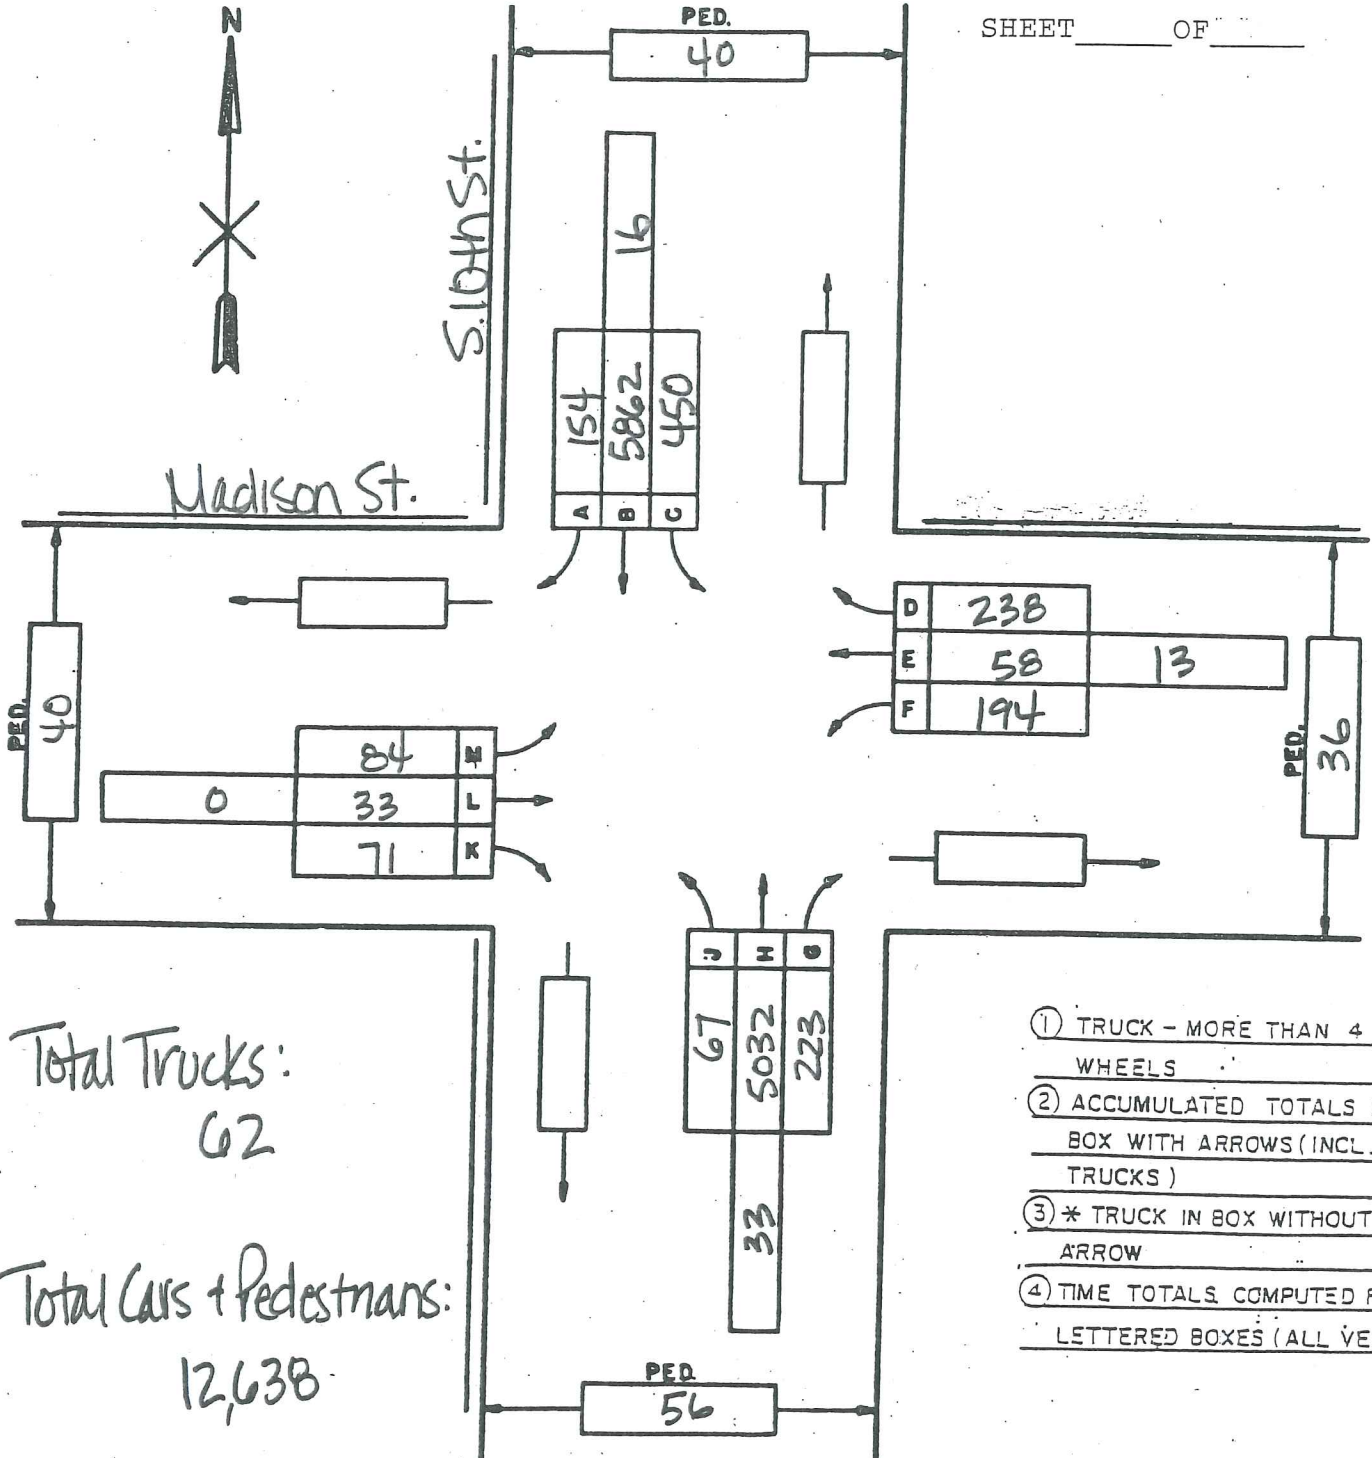 SHEET OF
N
PED.
40
S. 10th St.
16
154
5862
450
A
B
C
Madison St.
D 238
E 58 13
F 194
PED.
40
84 M
0 33 L
71 K
PED.
36
J
H
G
67
5032
223
33
Total Trucks:
62
Total Cars + Pedestrians:
12,638
PED.
56
① TRUCK - MORE THAN 4
WHEELS
② ACCUMULATED TOTALS
BOX WITH ARROWS (INCL.
TRUCKS)
③ * TRUCK IN BOX WITHOUT
ARROW
④ TIME TOTALS COMPUTED
LETTERED BOXES (ALL VE